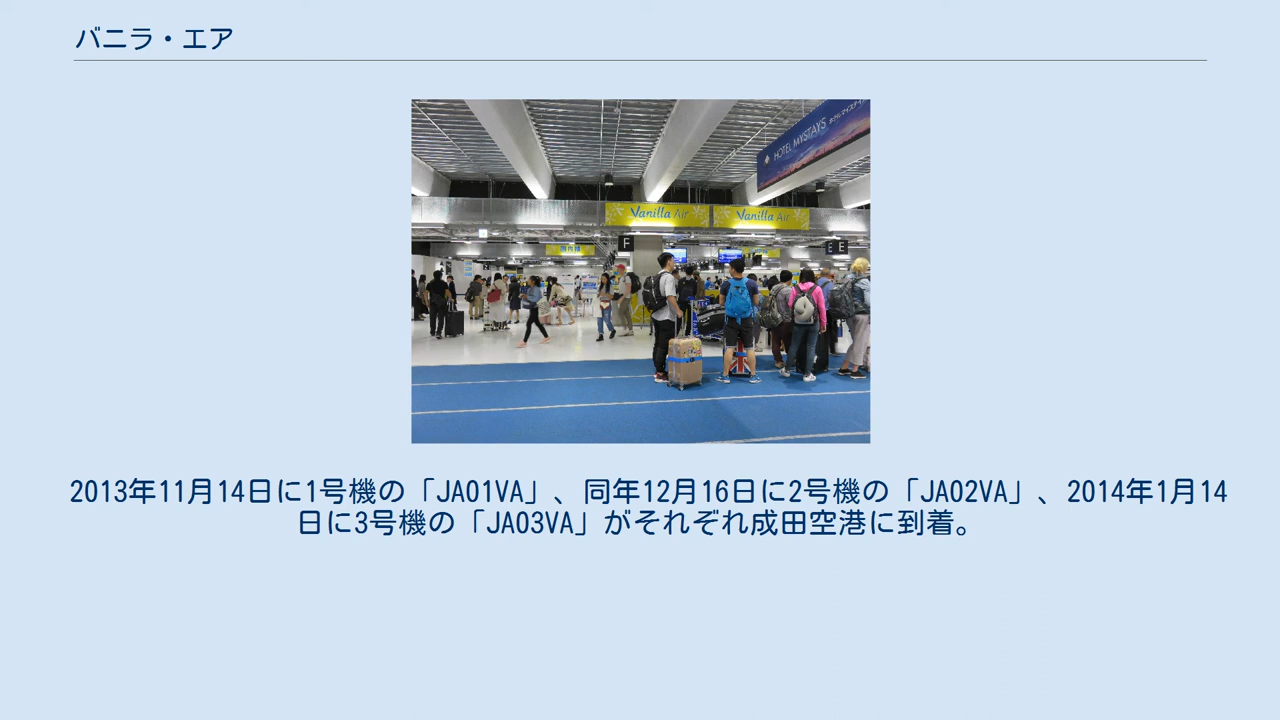 バニラ・エア
HOTEL MYSTAYS
Vanilla Air
Vanilla Air
F
E
E
2013年11月14日に1号機の「JA01VA」、同年12月16日に2号機の「JA02VA」、2014年1月14
日に3号機の「JA03VA」がそれぞれ成田空港に到着。